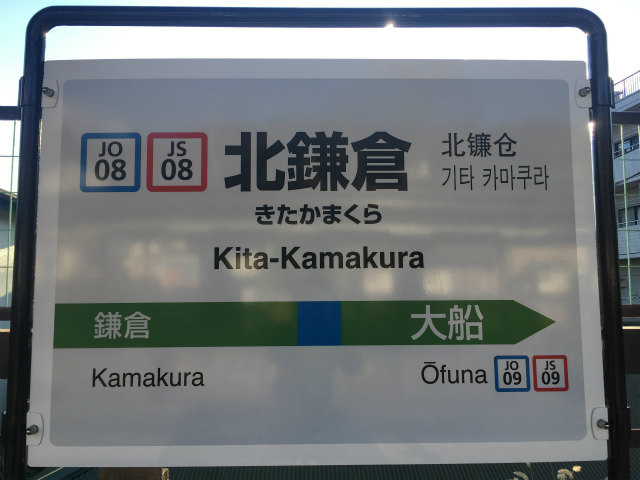 JO 08 JS 08 北鎌倉 北镰仓
기타 카마쿠라
きたかまくら
Kita-Kamakura
鎌倉 大船
Kamakura Ōfuna JO 09 JS 09